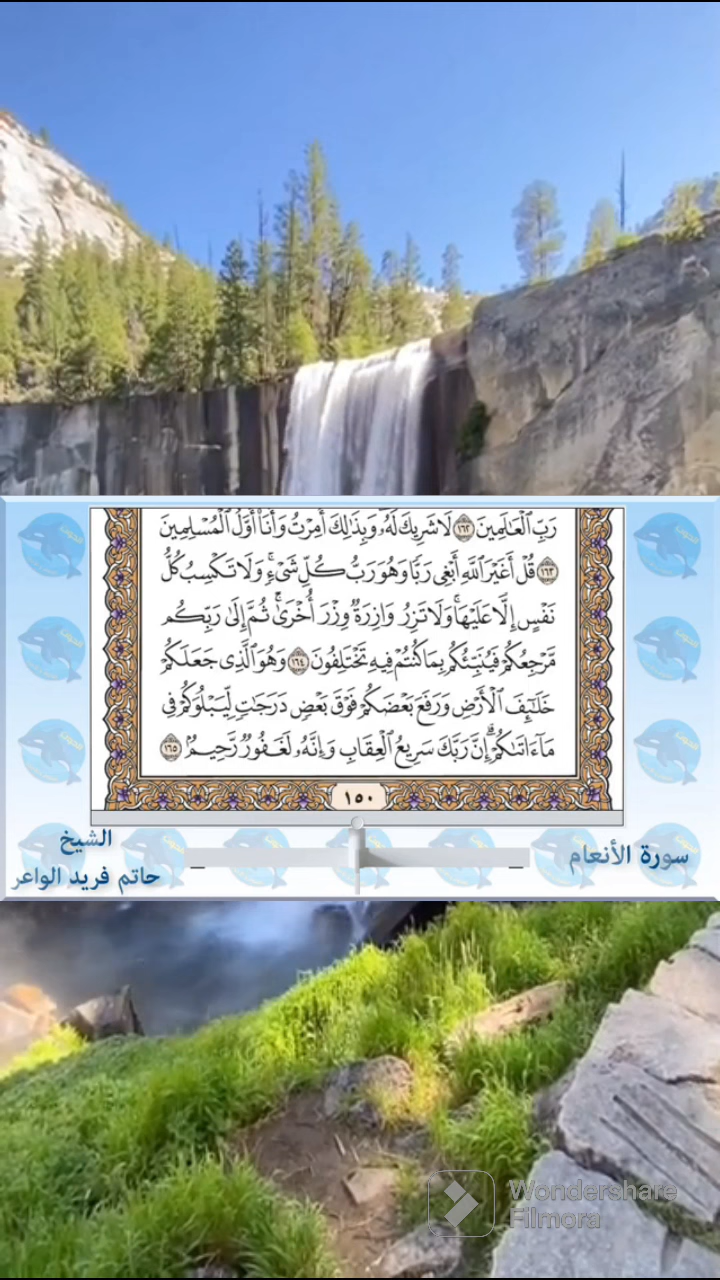 رَبِّ ٱلْعَـٰلَمِينَ ١٦٢ لَا شَرِيكَ لَهُۥ وَبِذَٰلِكَ أُمِرْتُ وَأَنَا۠ أَوَّلُ ٱلْمُسْلِمِينَ
١٦٣ قُلْ أَغَيْرَ ٱللَّهِ أَبْغِى رَبًّا وَهُوَ رَبُّ كُلِّ شَىْءٍ ۚ وَلَا تَكْسِبُ كُلُّ
نَفْسٍ إِلَّا عَلَيْهَا ۚ وَلَا تَزِرُ وَازِرَةٌ وِزْرَ أُخْرَىٰ ۚ ثُمَّ إِلَىٰ رَبِّكُم
مَّرْجِعُكُمْ فَيُنَبِّئُكُم بِمَا كُنتُمْ فِيهِ تَخْتَلِفُونَ ١٦٤ وَهُوَ ٱلَّذِى جَعَلَكُمْ
خَلَـٰٓئِفَ ٱلْأَرْضِ وَرَفَعَ بَعْضَكُمْ فَوْقَ بَعْضٍ دَرَجَـٰتٍ لِّيَبْلُوَكُمْ فِى
مَآ ءَاتَىٰكُمْ ۗ إِنَّ رَبَّكَ سَرِيعُ ٱلْعِقَابِ وَإِنَّهُۥ لَغَفُورٌ رَّحِيمٌۢ ١٦٥
١٥٠
سورة الأنعام
الشيخ
حاتم فريد الواعر
Wondershare
Filmora